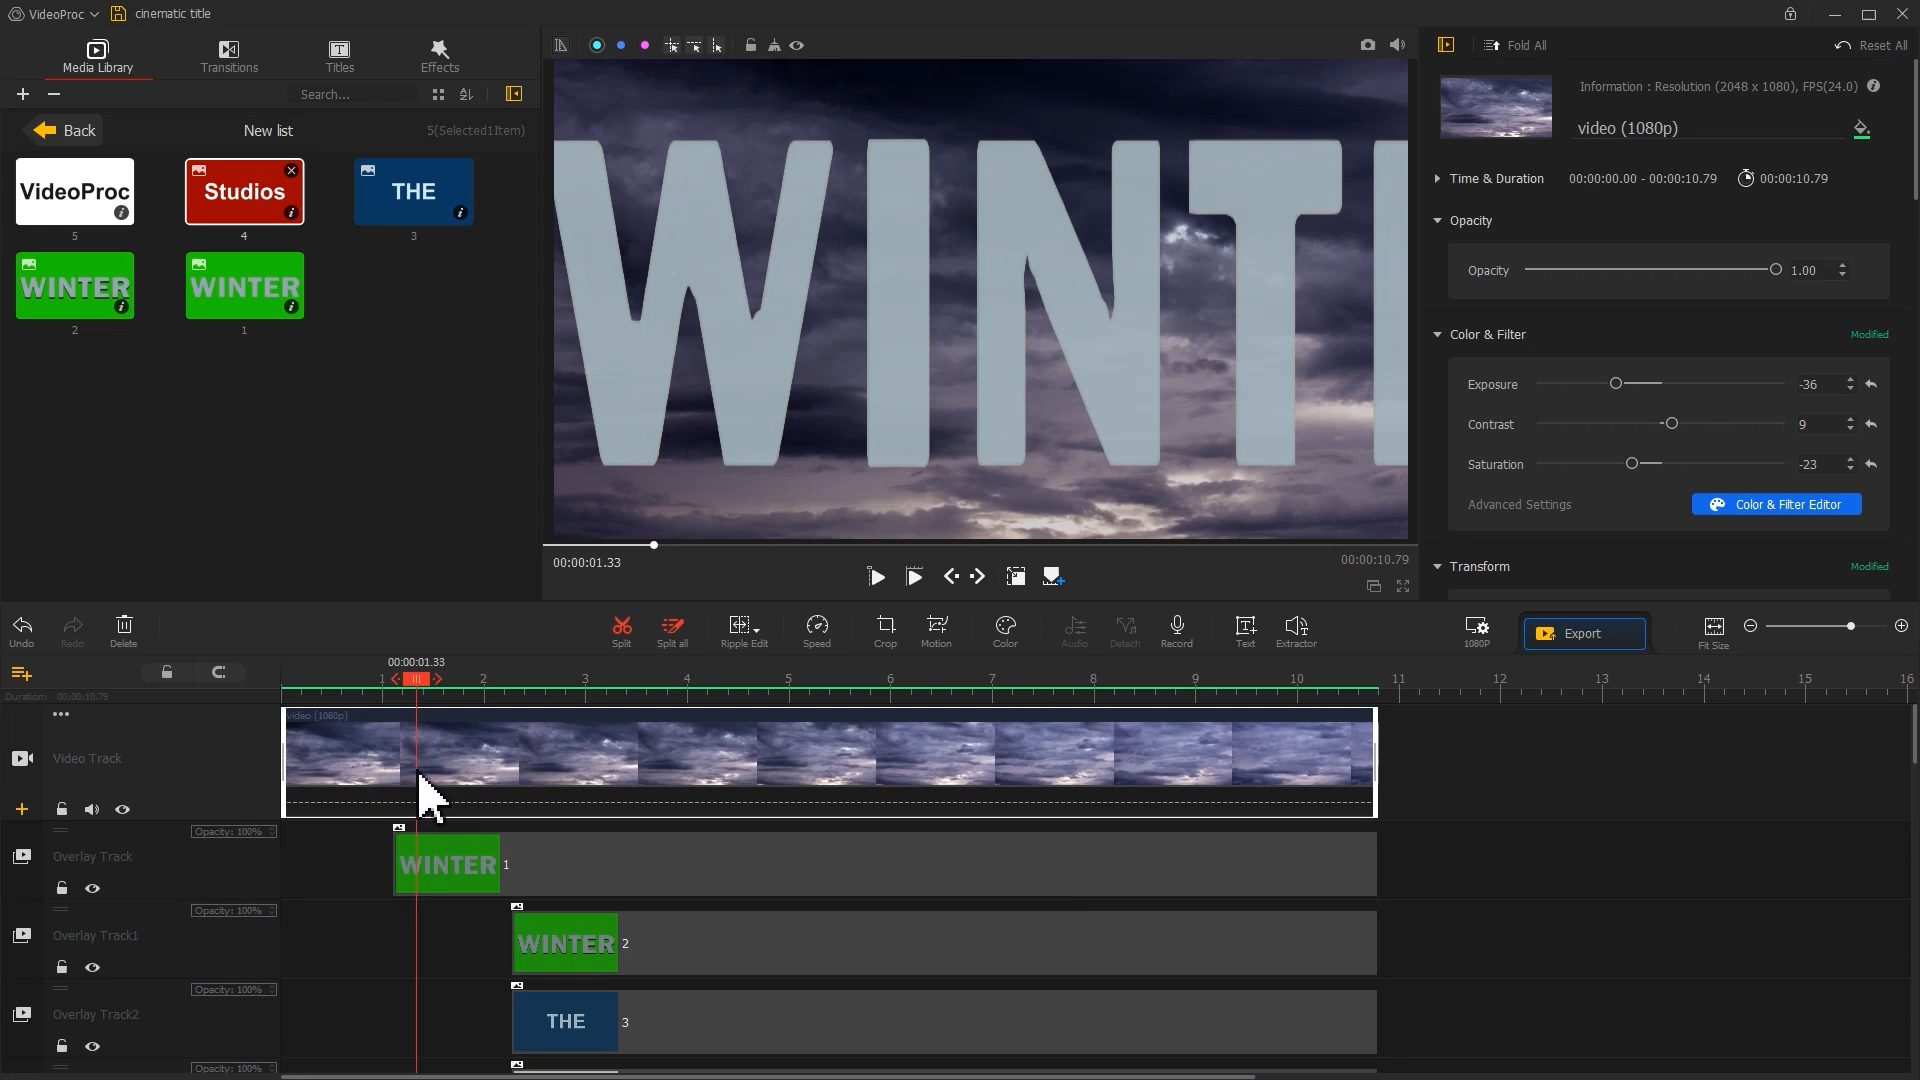 VideoProc
cinematic title
Media Library
Transitions
Titles
Effects
Search...
Back
New list
5(Selected1Item)
VideoProc
5
Studios
4
THE
3
WINTER
2
WINTER
1
WINT
00:00:01.33
00:00:10.79
Fold All
Reset All
Information : Resolution (2048 x 1080), FPS(24.0)
video (1080p)
Time & Duration
00:00:00.00 - 00:00:10.79
00:00:10.79
Opacity
Opacity
1.00
Color & Filter
Modified
Exposure
-36
Contrast
9
Saturation
-23
Advanced Settings
Color & Filter Editor
Transform
Modified
Undo
Redo
Delete
Split
Split all
Ripple Edit
Speed
Crop
Motion
Color
Audio
Detach
Record
Text
Extractor
1080P
Export
Fit Size
00:00:01.33
1 2 3 4 5 6 7 8 9 10 11 12 13 14 15 16
Duration: 00:00:10.79
video (1080p)
Video Track
Opacity: 100%
Overlay Track
WINTER 1
Opacity: 100%
Overlay Track1
WINTER 2
Opacity: 100%
Overlay Track2
THE 3
Opacity: 100%